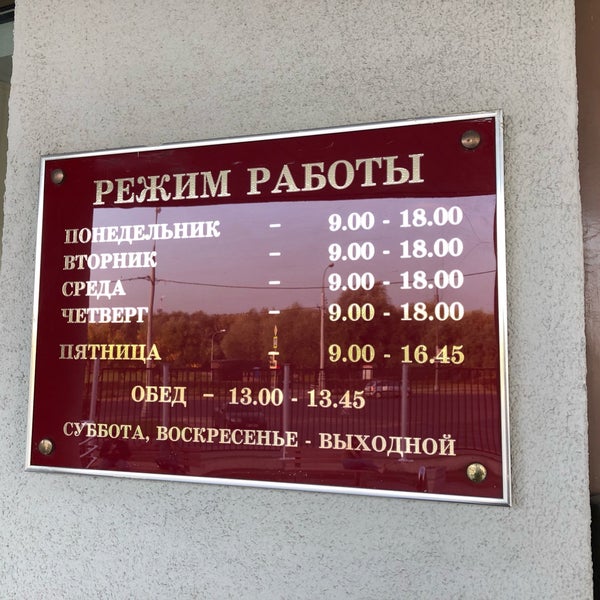 РЕЖИМ РАБОТЫ
ПОНЕДЕЛЬНИК - 9.00 - 18.00
ВТОРНИК - 9.00 - 18.00
СРЕДА - 9.00 - 18.00
ЧЕТВЕРГ - 9.00 - 18.00
ПЯТНИЦА - 9.00 - 16.45
ОБЕД - 13.00 - 13.45
СУББОТА, ВОСКРЕСЕНЬЕ - ВЫХОДНОЙ